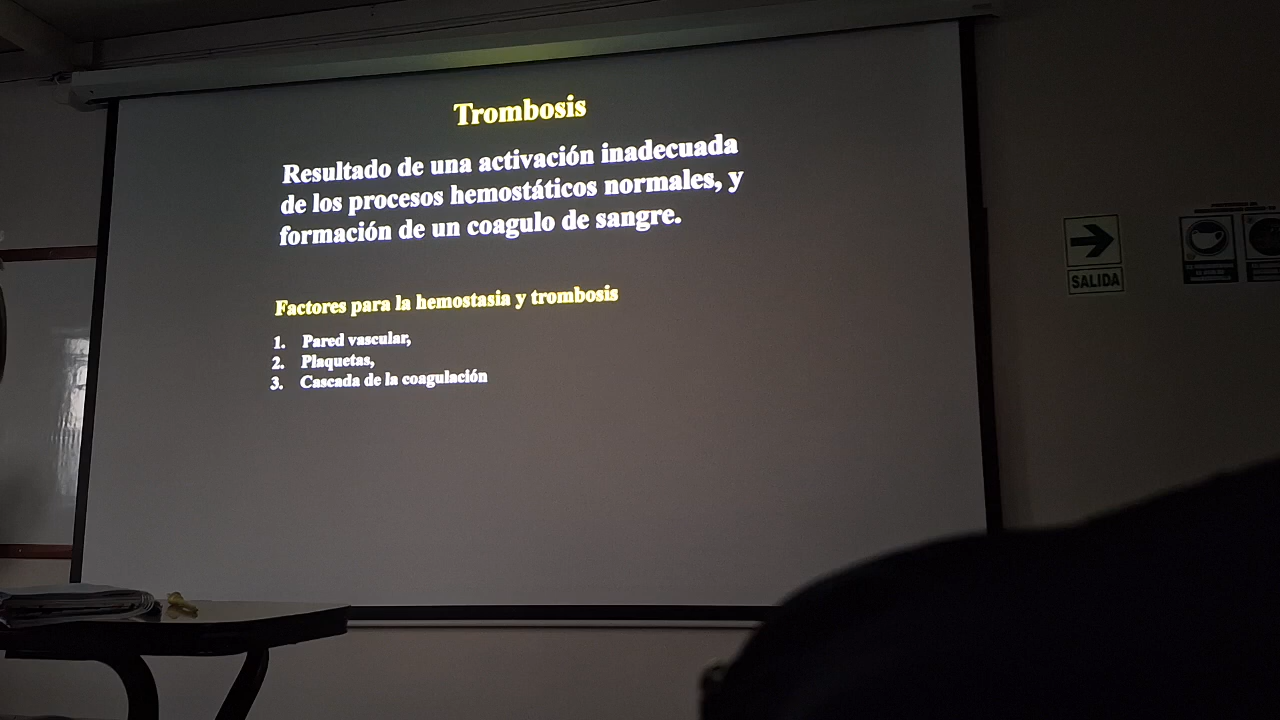 Trombosis
Resultado de una activación inadecuada
de los procesos hemostáticos normales, y
formación de un coagulo de sangre.
Factores para la hemostasia y trombosis
1. Pared vascular,
2. Plaquetas,
3. Cascada de la coagulación
SALIDA